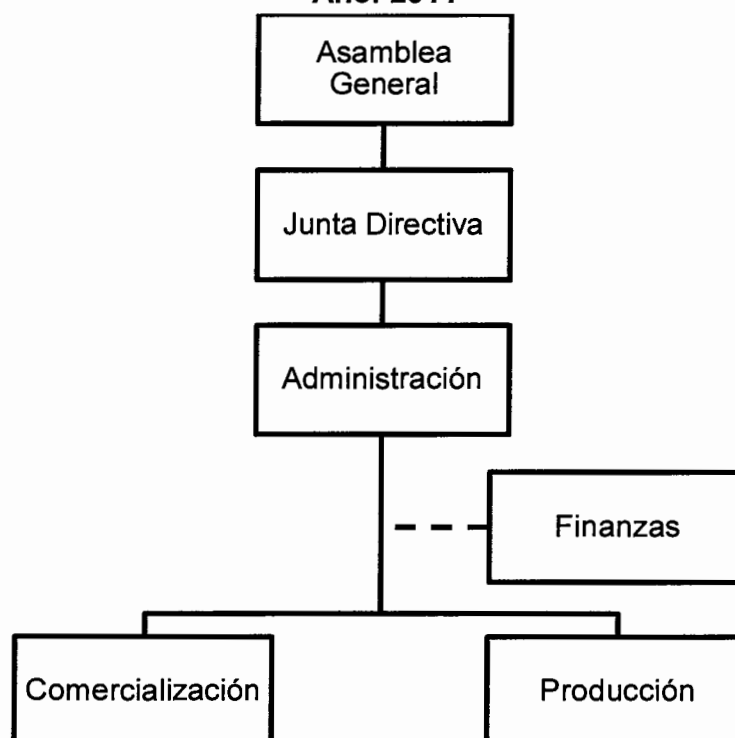 Asamblea
General
Junta Directiva
Administración
Finanzas
Comercialización
Producción